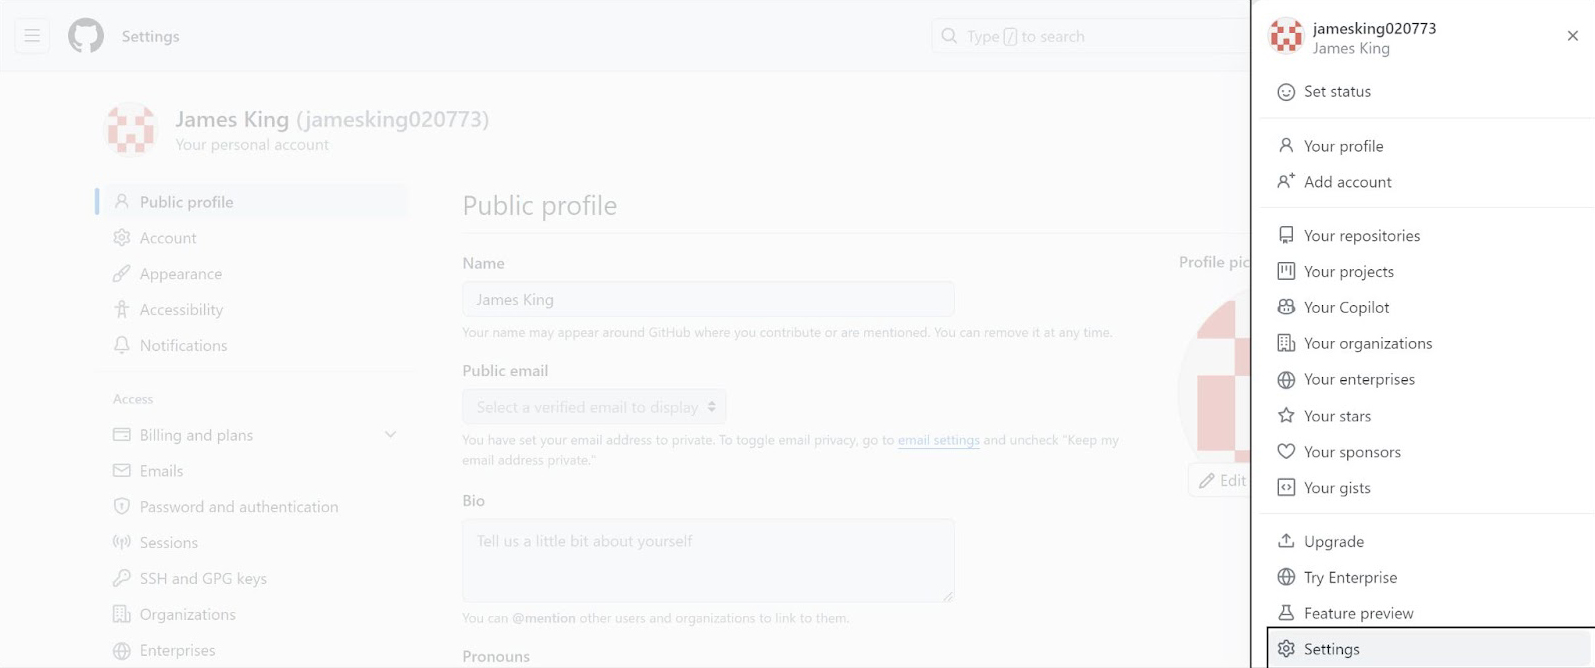 Settings
Type / to search
James King (jamesking020773)
Your personal account
Public profile
Account
Appearance
Accessibility
Notifications
Access
Billing and plans
Emails
Password and authentication
Sessions
SSH and GPG keys
Organizations
Enterprises
Public profile
Name
James King
Your name may appear around GitHub where you contribute or are mentioned. You can remove it at any time.
Public email
Select a verified email to display
You have set your email address to private. To toggle email privacy, go to email settings and uncheck "Keep my
email address private."
Bio
Tell us a little bit about yourself
You can @mention other users and organizations to link to them.
Pronouns
Profile pic
Edit
jamesking020773
James King
Set status
Your profile
Add account
Your repositories
Your projects
Your Copilot
Your organizations
Your enterprises
Your stars
Your sponsors
Your gists
Upgrade
Try Enterprise
Feature preview
Settings